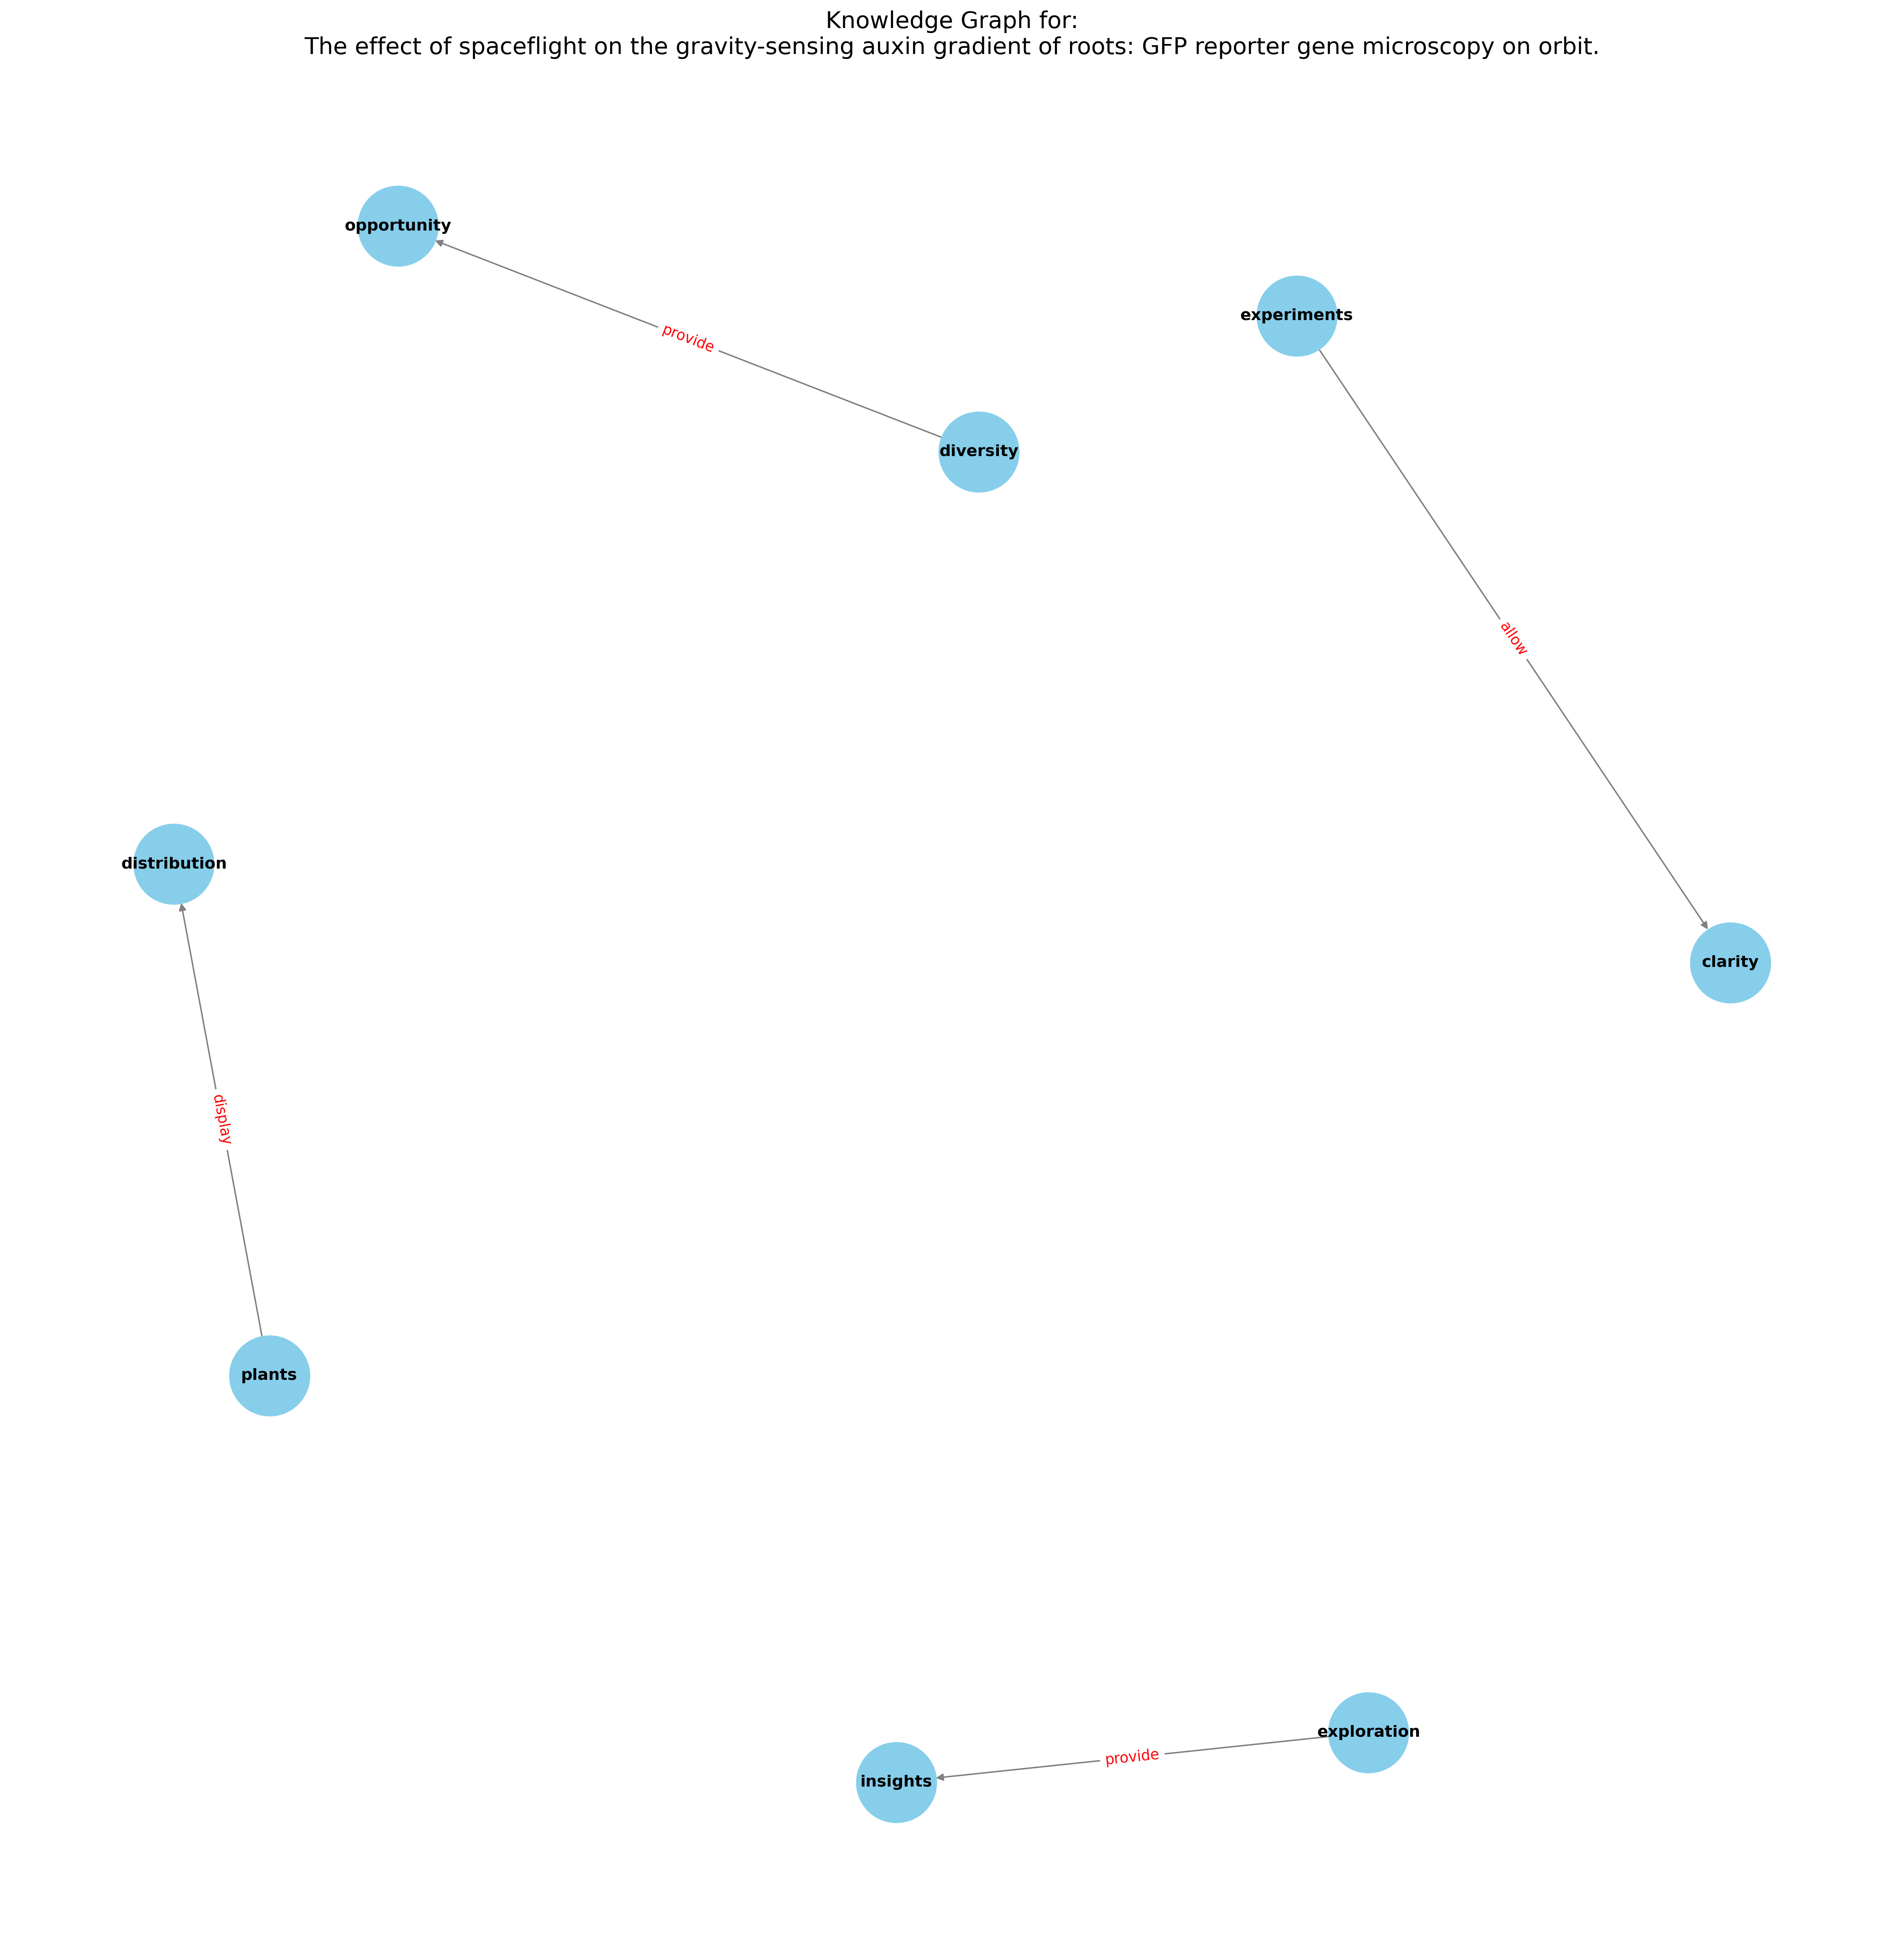 Knowledge Graph for:
The effect of spaceflight on the gravity-sensing auxin gradient of roots: GFP reporter gene microscopy on orbit.
opportunity
experiments
provide
diversity
allow
distribution
clarity
display
plants
exploration
provide
insights